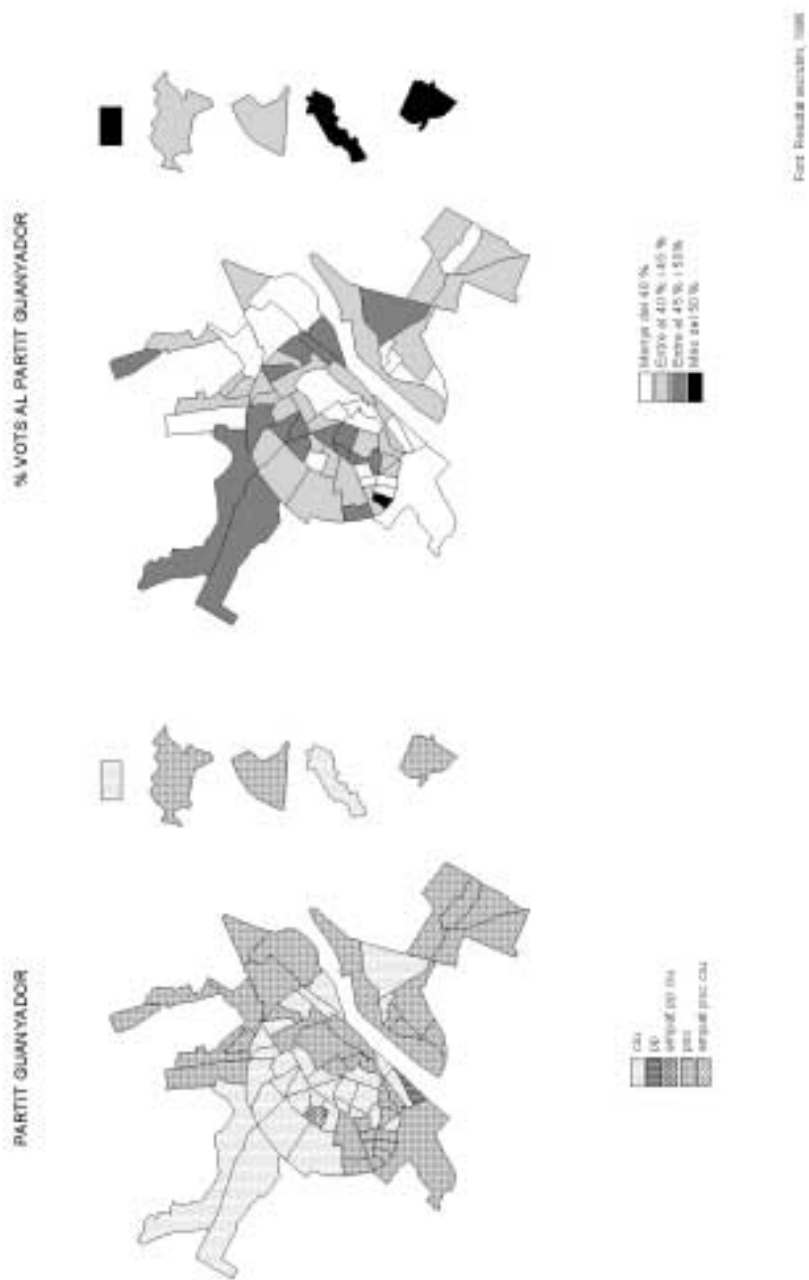 PARTIT GUANYADOR
ciu
pp
empat pp ciu
psc
empat psc ciu
% VOTS AL PARTIT GUANYADOR
Menys del 40 %
Entre el 40 % i 45 %
Entre el 45 % i 50%
Més del 50 %
Font: